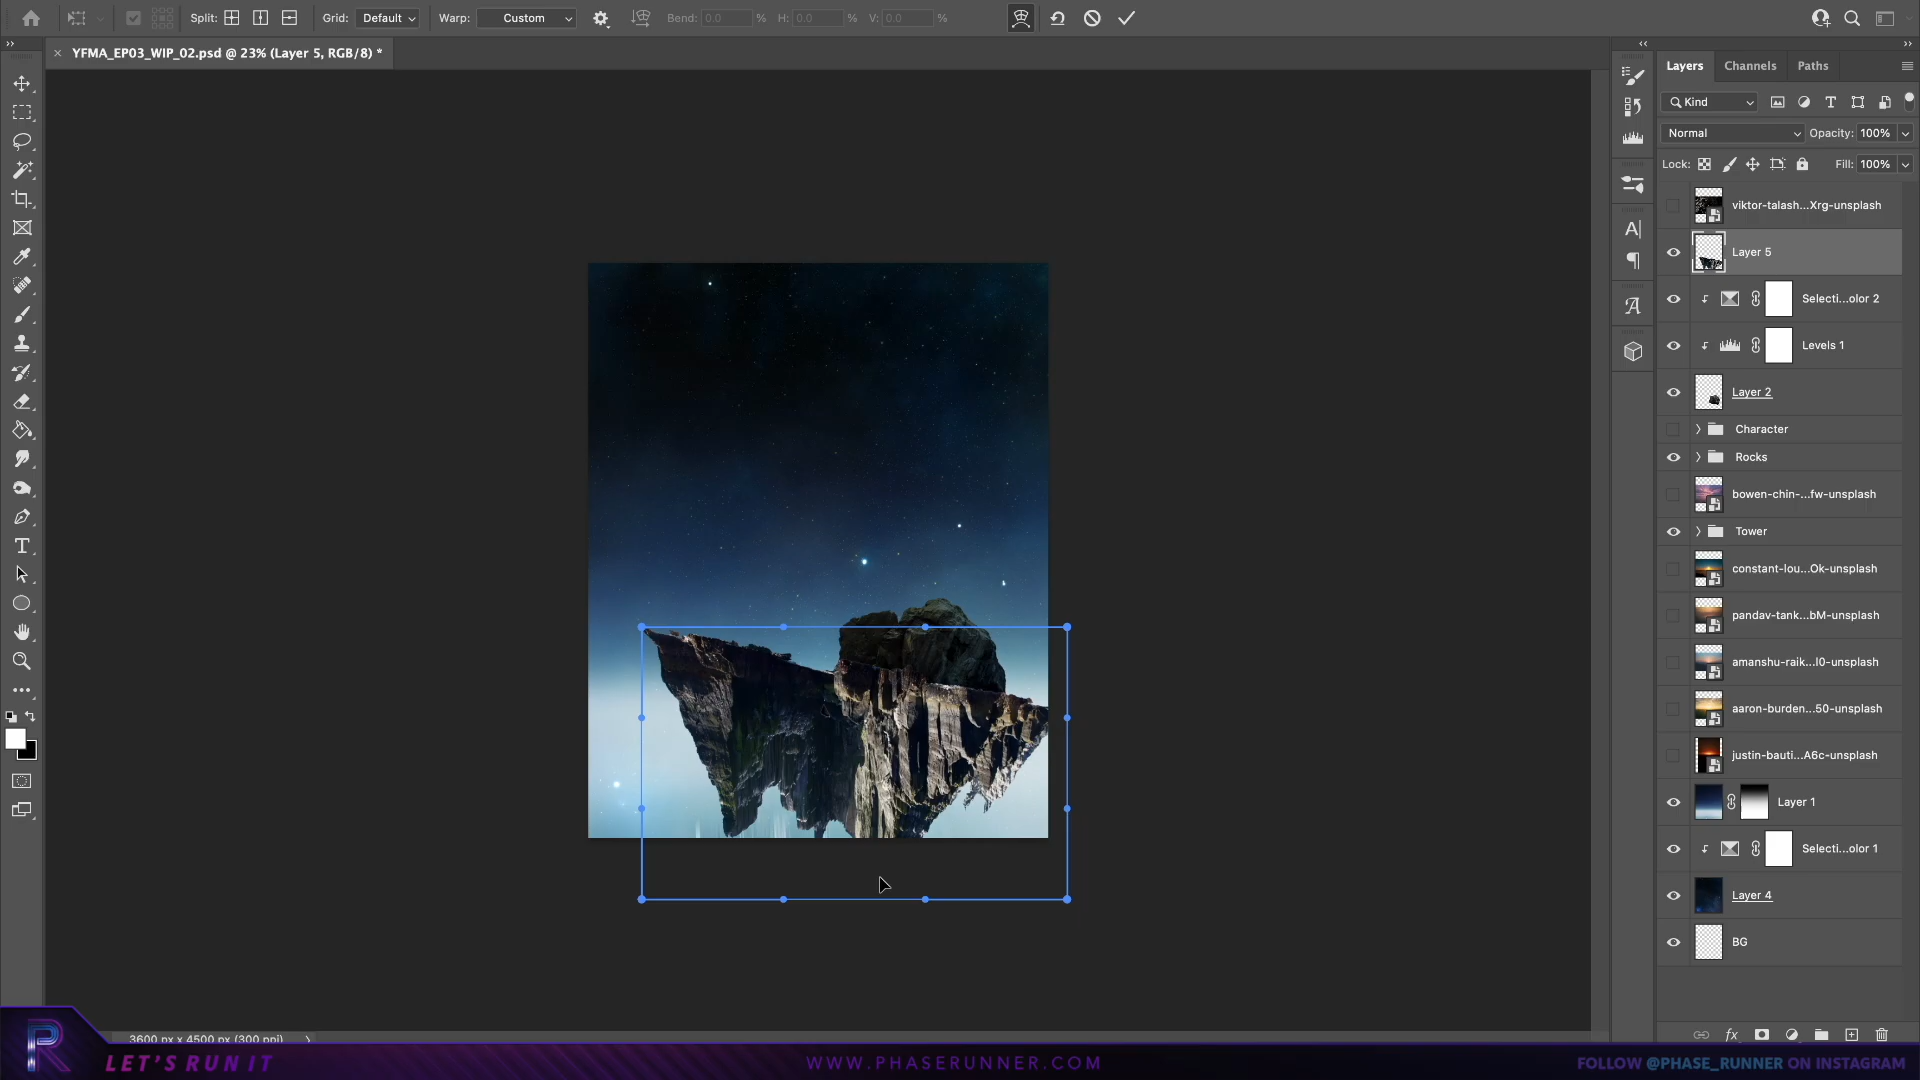 Split:
Grid: Default
Warp: Custom
Bend: 0.0 %
H: 0.0 %
V: 0.0 %
YFMA_EP03_WIP_02.psd @ 23% (Layer 5, RGB/8) *
Layers
Channels
Paths
Kind
Normal
Opacity: 100%
Lock:
Fill: 100%
viktor-talash...Xrg-unsplash
Layer 5
Selecti...olor 2
Levels 1
Layer 2
Character
Rocks
bowen-chin-...fw-unsplash
Tower
constant-lou...Ok-unsplash
pandav-tank...bM-unsplash
amanshu-raik...l0-unsplash
aaron-burden...50-unsplash
justin-bauti...A6c-unsplash
Layer 1
Selecti...olor 1
Layer 4
BG
3600 px x 4500 px (300 ppi)
LET'S RUN IT
WWW.PHASERUNNER.COM
FOLLOW @PHASE_RUNNER ON INSTAGRAM